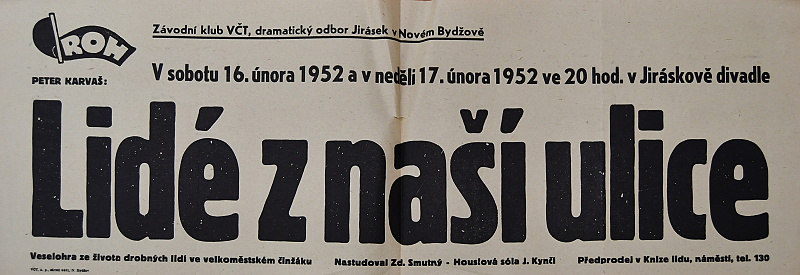 ROH
Závodní klub VČT, dramatický odbor Jirásek v Novém Bydžově
PETER KARVAŠ:
V sobotu 16. února 1952 a v neděli 17. února 1952 ve 20 hod. v Jiráskově divadle
Lidé z naší ulice
Veselohra ze života drobných lidí ve velkoměstském činžáku Nastudoval Zd. Smutný - Houslová sóla J. Kynčl Předprodej v Knize lidu, náměstí, tel. 130